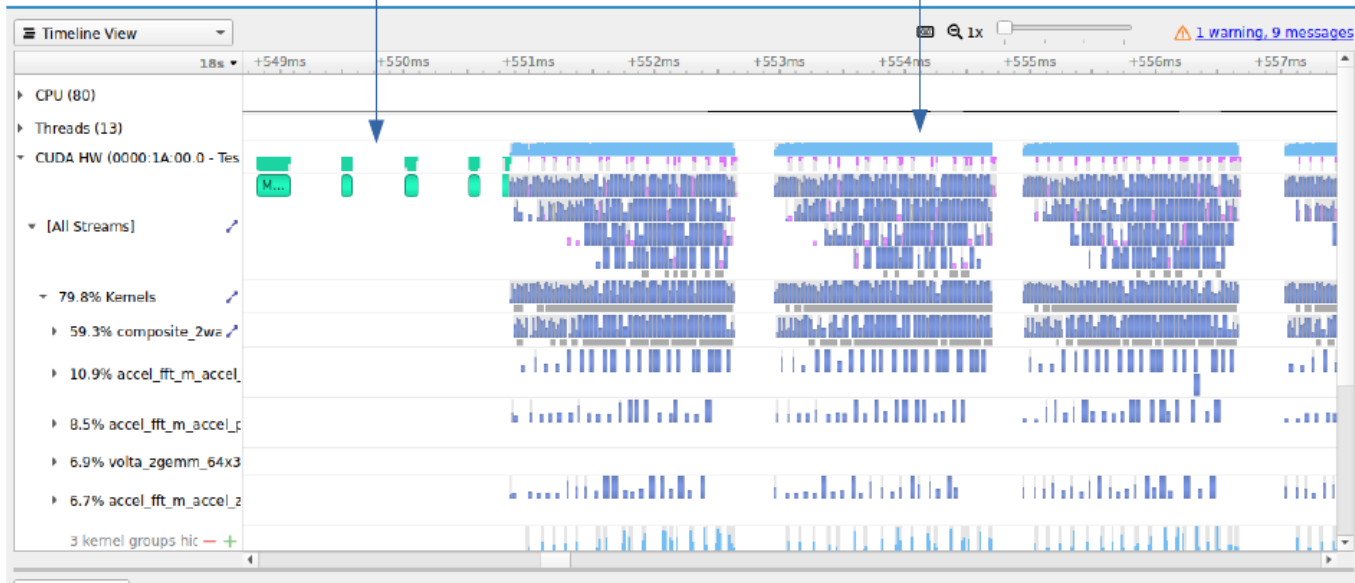 Timeline View
1x
1 warning, 9 messages
18s
+549ms +550ms +551ms +552ms +553ms +554ms +555ms +556ms +557ms
CPU (80)
Threads (13)
CUDA HW (0000:1A:00.0 - Tes
M...
[All Streams]
79.8% Kernels
59.3% composite_2wa
10.9% accel_fft_m_accel_
8.5% accel_fft_m_accel_p
6.9% volta_zgemm_64x3
6.7% accel_fft_m_accel_z
3 kernel groups hic